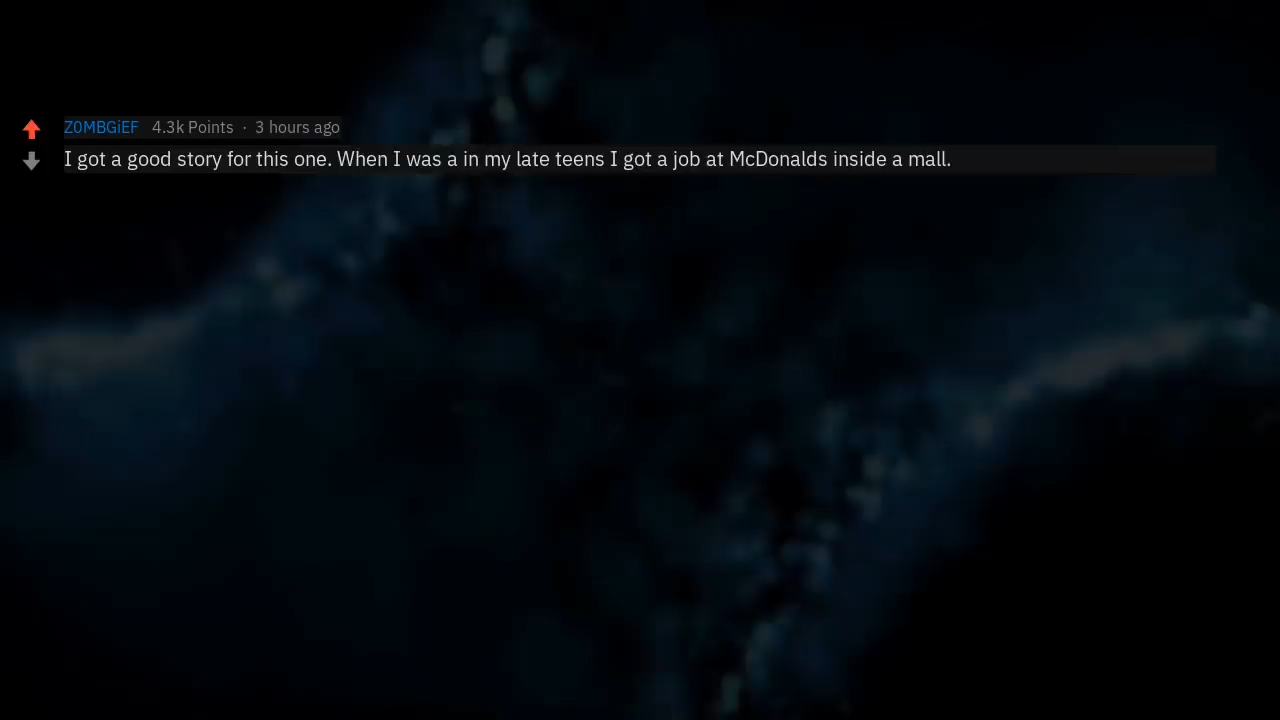 Z0MBGiEF 4.3k Points · 3 hours ago
I got a good story for this one. When I was a in my late teens I got a job at McDonalds inside a mall.